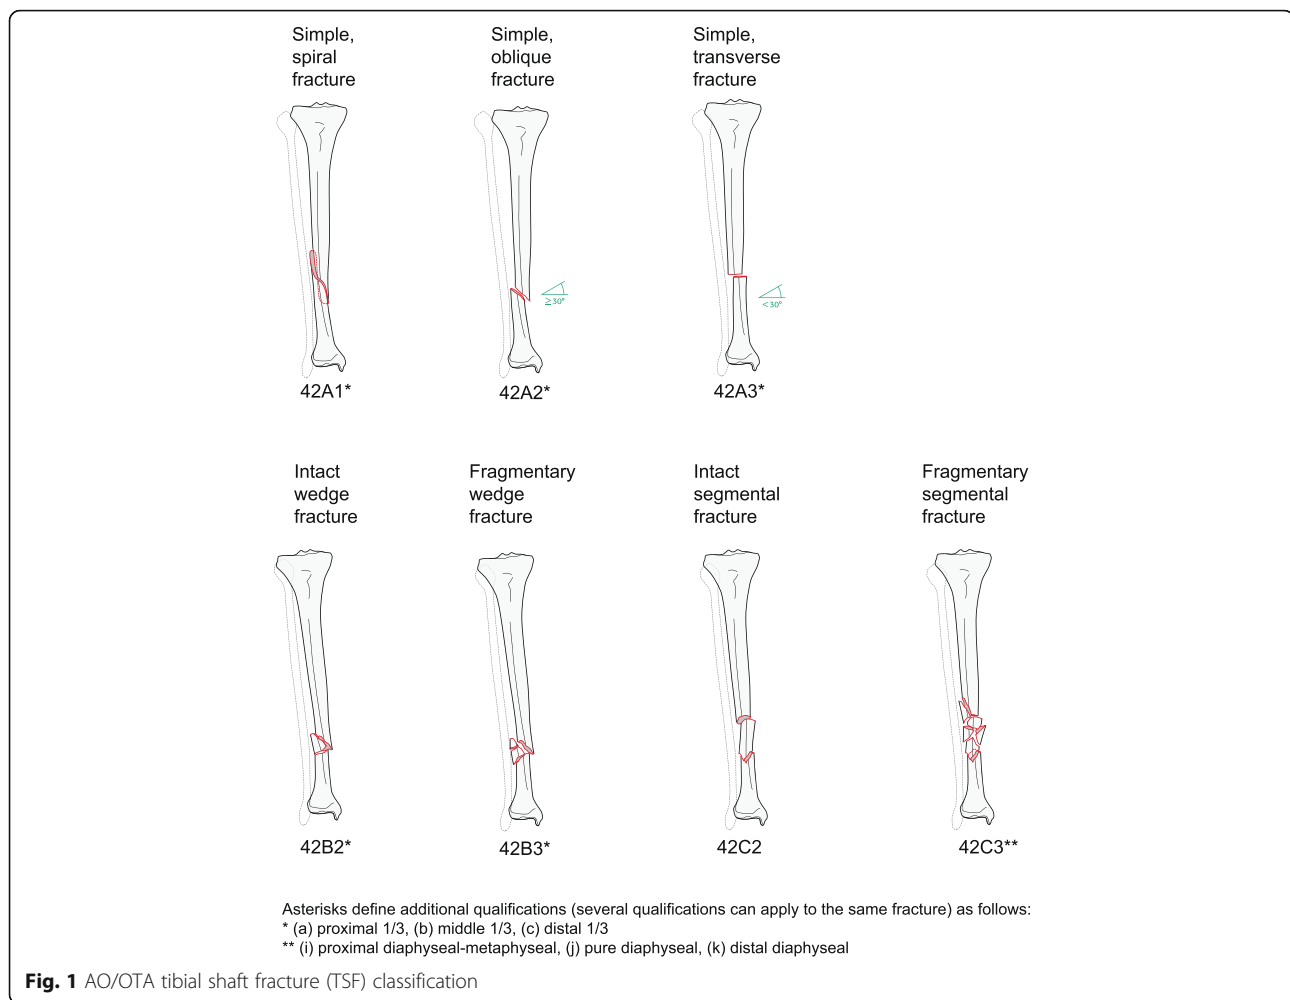 Simple,
spiral
fracture
Simple,
oblique
fracture
Simple,
transverse
fracture
≥30°
<30°
42A1*
42A2*
42A3*
Intact
wedge
fracture
Fragmentary
wedge
fracture
Intact
segmental
fracture
Fragmentary
segmental
fracture
42B2*
42B3*
42C2
42C3**
Asterisks define additional qualifications (several qualifications can apply to the same fracture) as follows:
* (a) proximal 1/3, (b) middle 1/3, (c) distal 1/3
** (i) proximal diaphyseal-metaphyseal, (j) pure diaphyseal, (k) distal diaphyseal
Fig. 1 AO/OTA tibial shaft fracture (TSF) classification